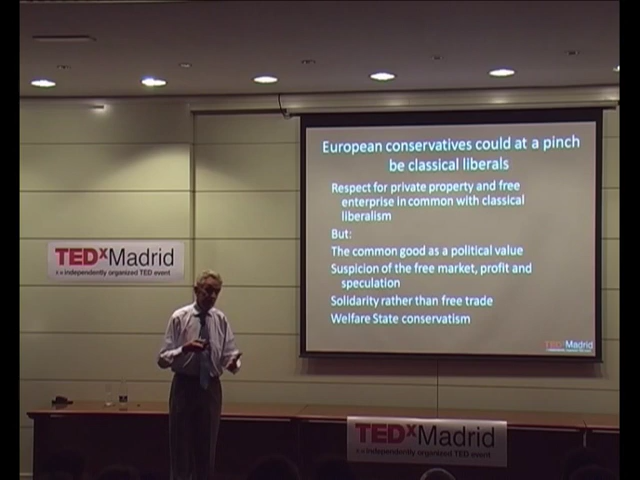 European conservatives could at a pinch
be classical liberals
Respect for private property and free
enterprise in common with classical
liberalism
But:
The common good as a political value
Suspicion of the free market, profit and
speculation
Solidarity rather than free trade
Welfare State conservatism
TEDxMadrid
TEDxMadrid
x = independently organized TED event
TEDxMadrid
x = independently organized TED event